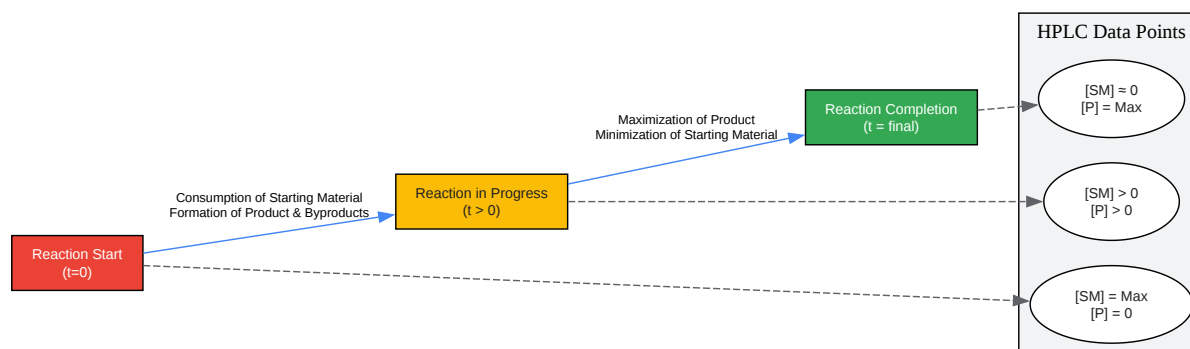 HPLC Data Points
[SM] ≈ 0
[P] = Max
Reaction Completion
(t = final)
Maximization of Product
Minimization of Starting Material
Reaction in Progress
(t > 0)
[SM] > 0
[P] > 0
Consumption of Starting Material
Formation of Product & Byproducts
Reaction Start
(t=0)
[SM] = Max
[P] = 0